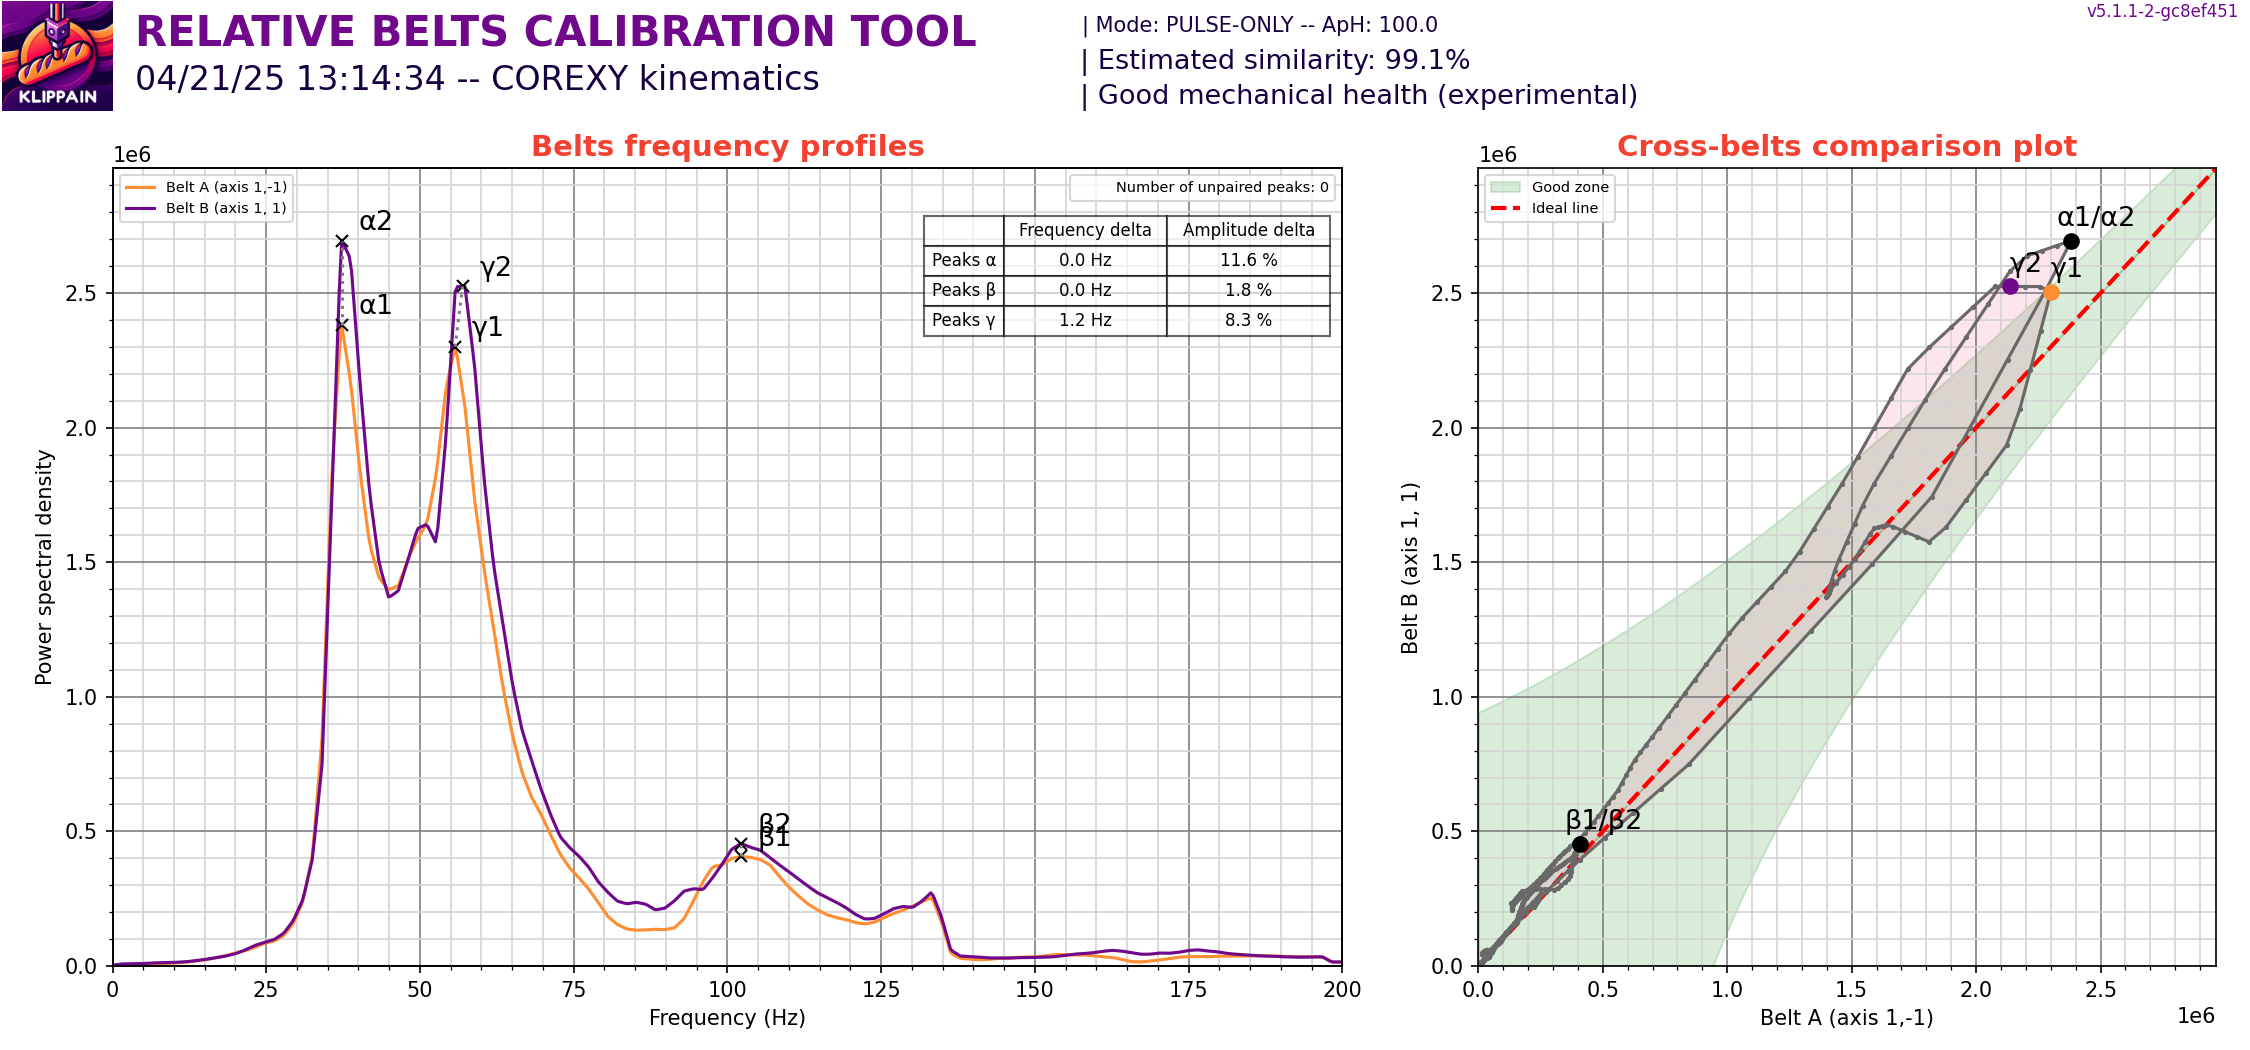 KLIPPAIN
RELATIVE BELTS CALIBRATION TOOL
04/21/25 13:14:34 -- COREXY kinematics
| Mode: PULSE-ONLY -- ApH: 100.0
| Estimated similarity: 99.1%
| Good mechanical health (experimental)
v5.1.1-2-gc8ef451
Belts frequency profiles
1e6
Belt A (axis 1,-1)
Belt B (axis 1, 1)
Number of unpaired peaks: 0
Frequency delta Amplitude delta
Peaks α 0.0 Hz 11.6 %
Peaks β 0.0 Hz 1.8 %
Peaks γ 1.2 Hz 8.3 %
α2
α1
γ2
γ1
β2
β1
Power spectral density
2.5
2.0
1.5
1.0
0.5
0.0
0 25 50 75 100 125 150 175 200
Frequency (Hz)
Cross-belts comparison plot
1e6
Good zone
Ideal line
α1/α2
γ2
γ1
β1/β2
Belt B (axis 1, 1)
2.5
2.0
1.5
1.0
0.5
0.0
0.0 0.5 1.0 1.5 2.0 2.5
Belt A (axis 1,-1)
1e6